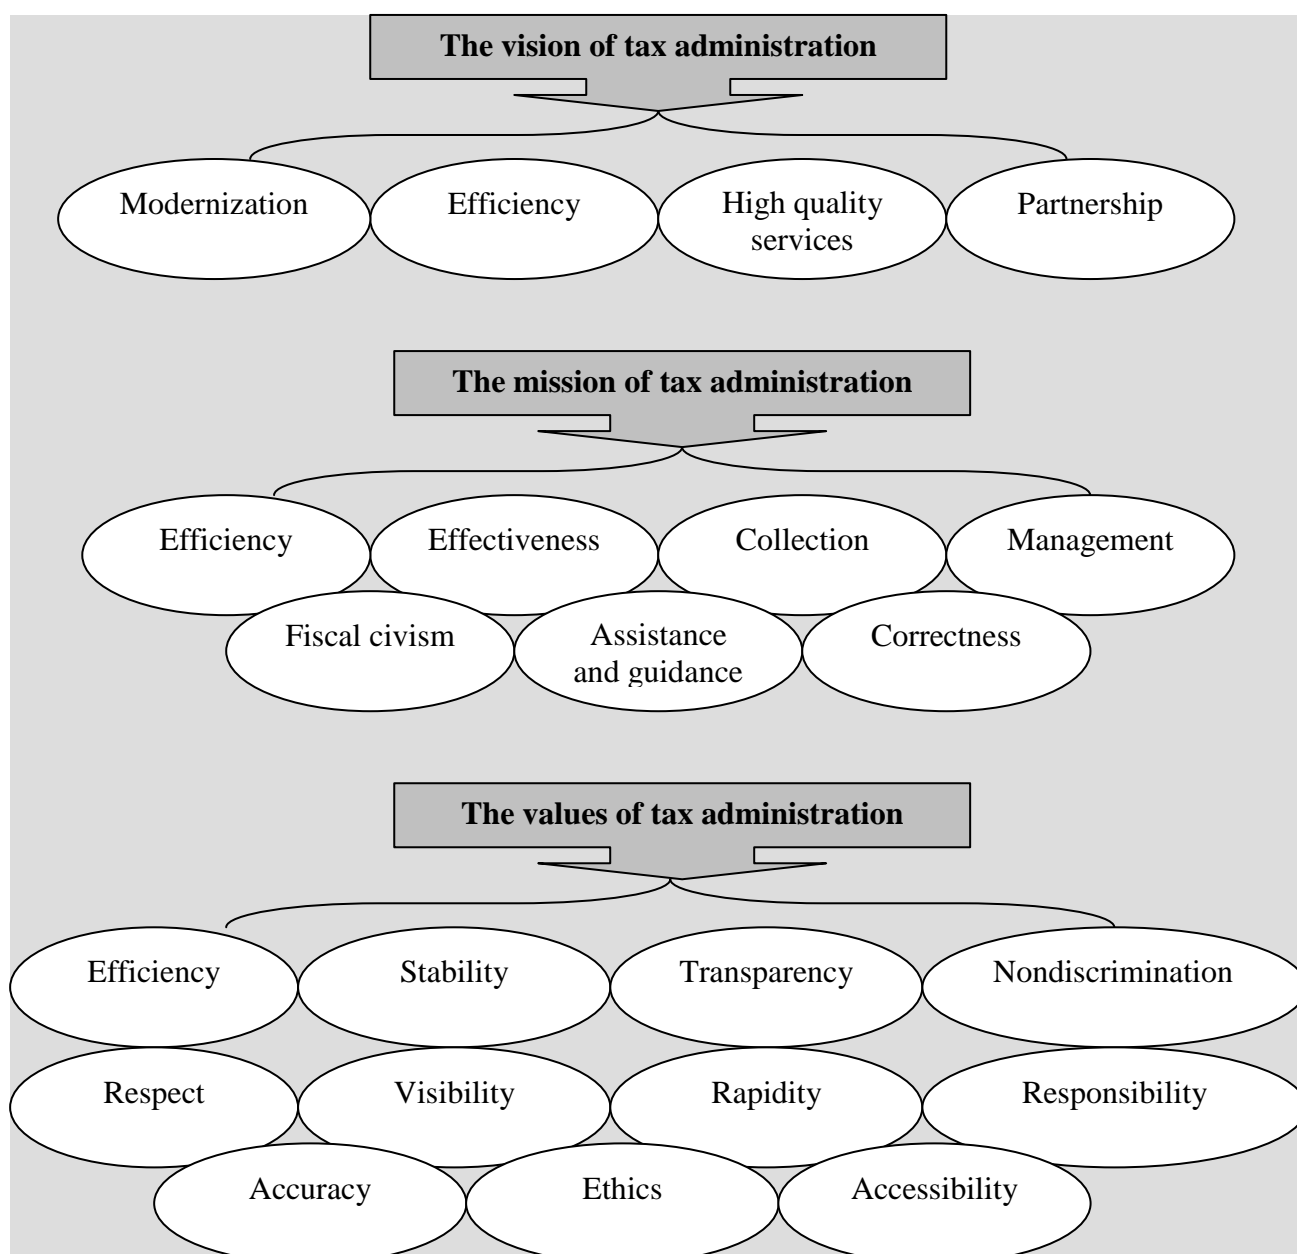 The vision of tax administration
Modernization
Efficiency
High quality
services
Partnership
The mission of tax administration
Efficiency
Effectiveness
Collection
Management
Fiscal civism
Assistance
and guidance
Correctness
The values of tax administration
Efficiency
Stability
Transparency
Nondiscrimination
Respect
Visibility
Rapidity
Responsibility
Accuracy
Ethics
Accessibility